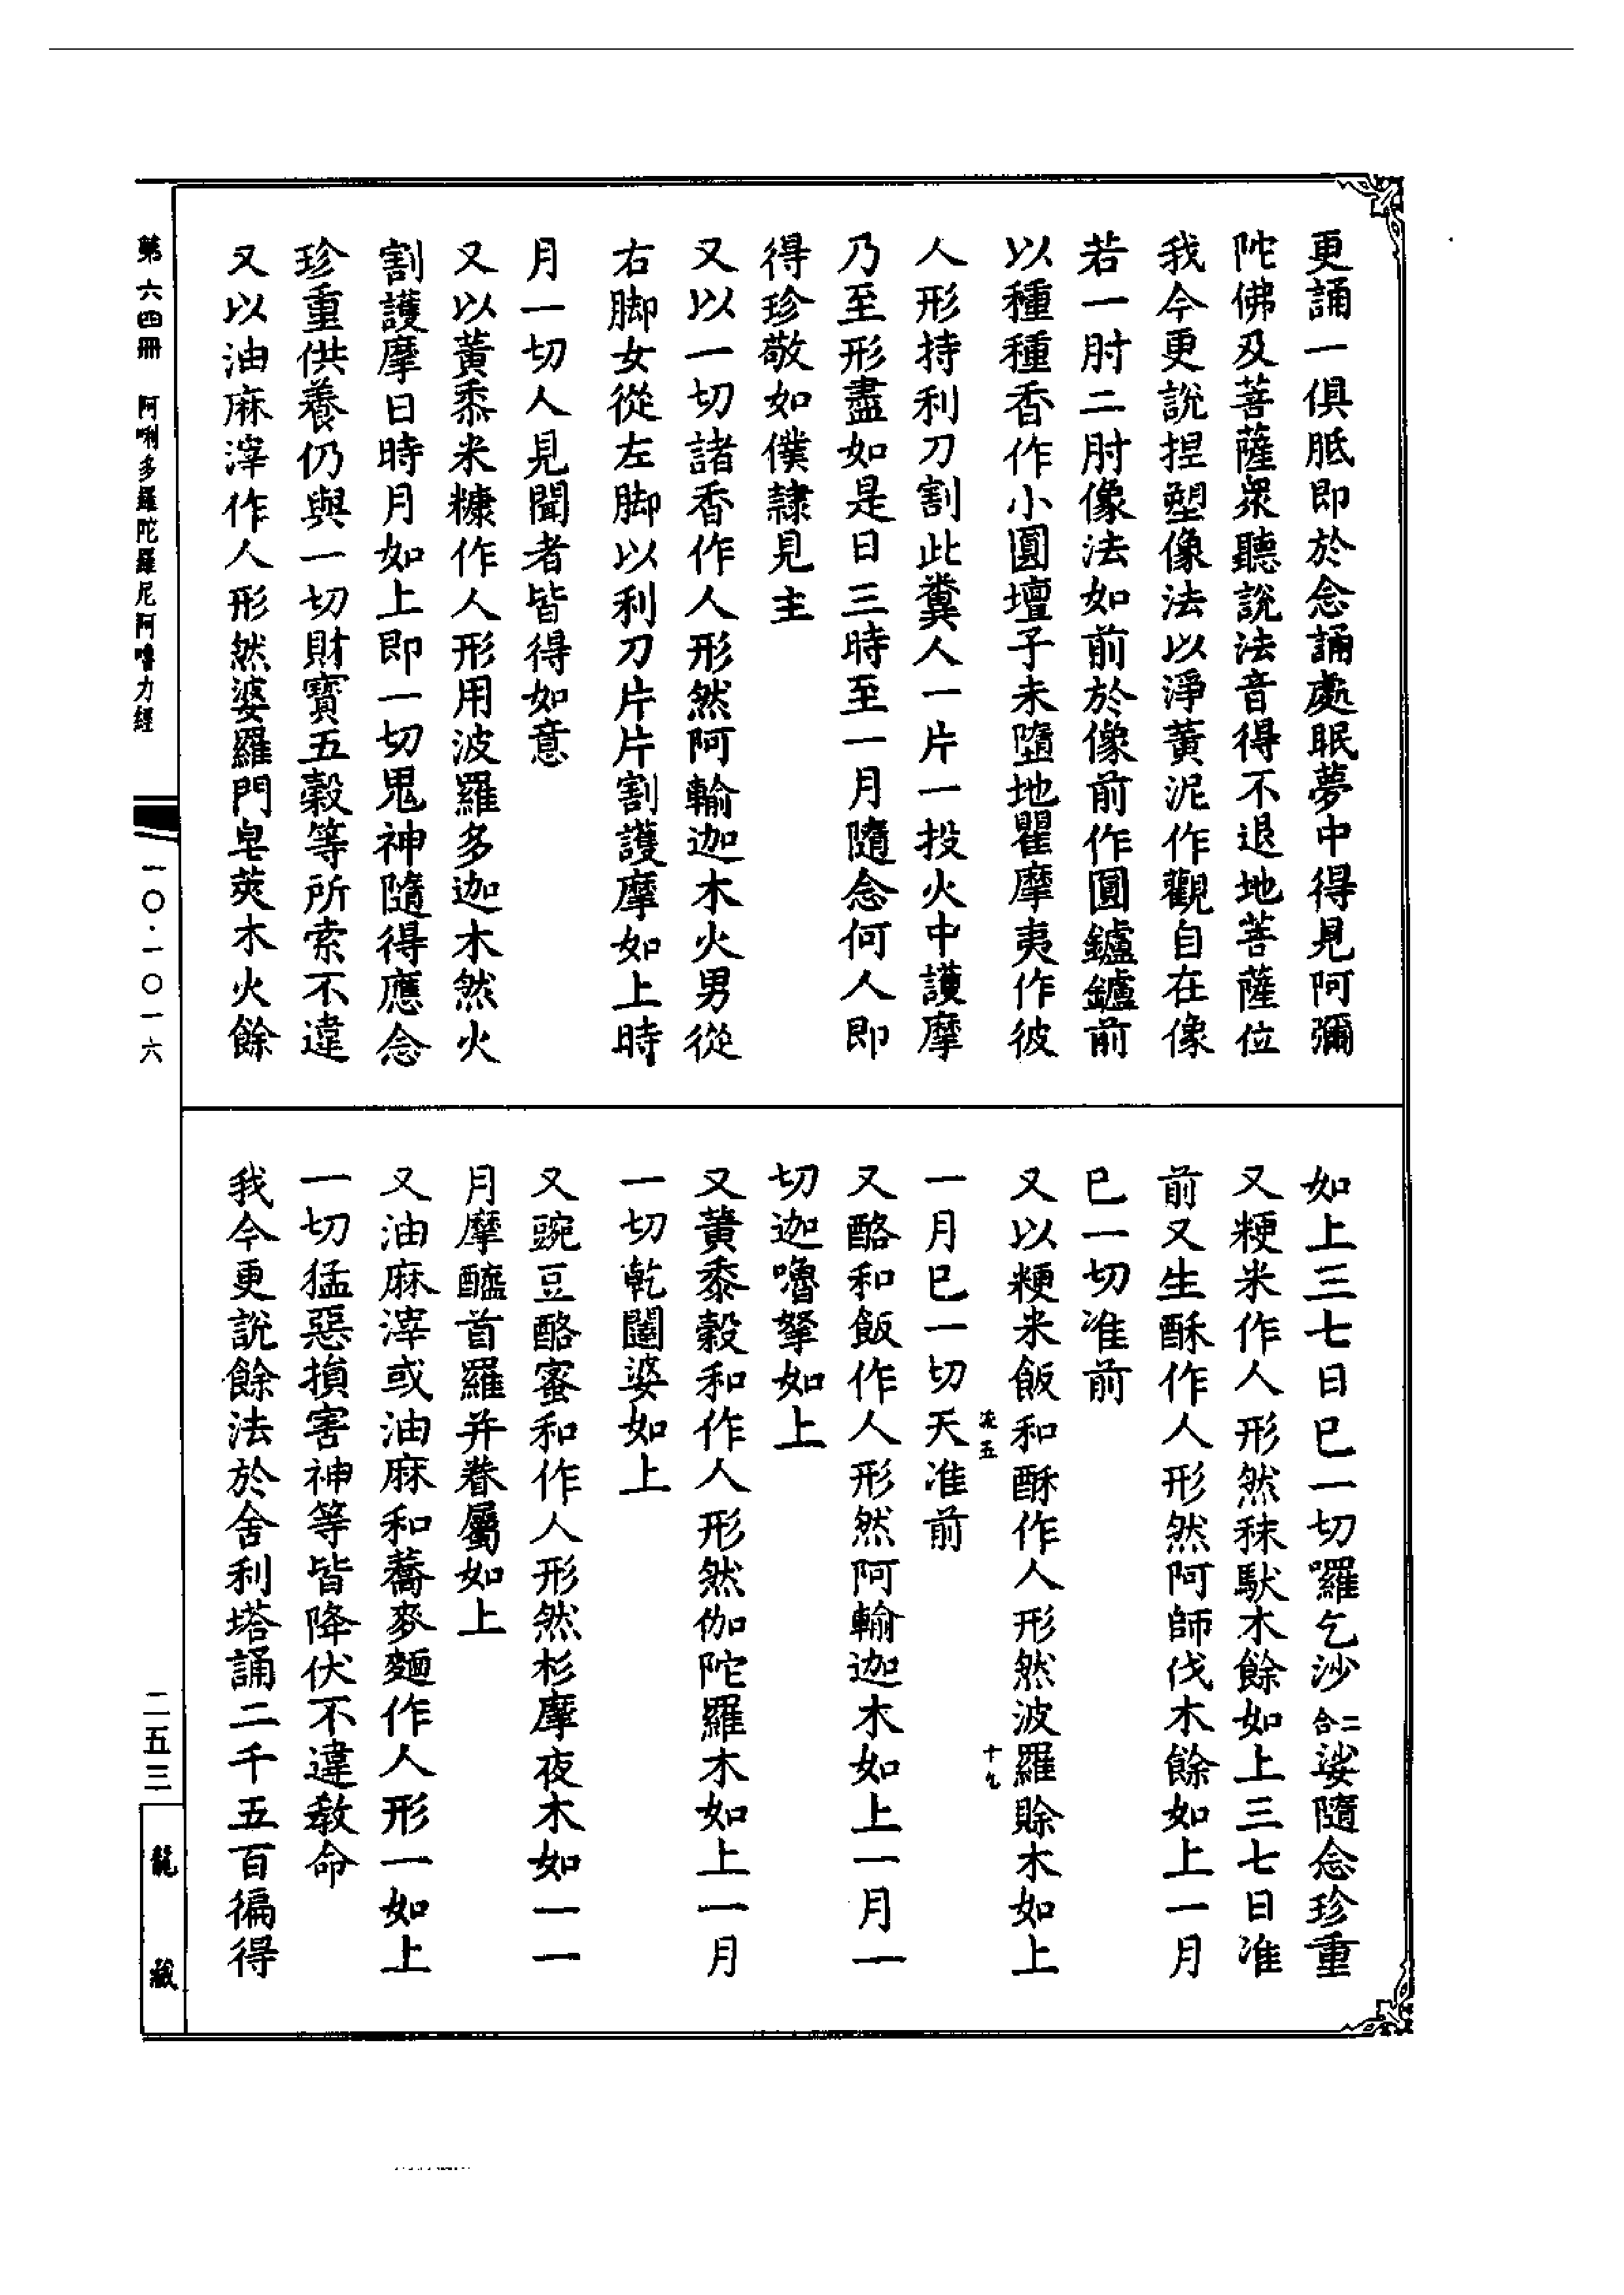 更誦一俱胝即於念誦處眠夢中得見阿彌
陀佛及菩薩衆聽說法音得不退地菩薩位
我今更說捏塑像法以淨黃泥作觀自在像
若一肘二肘像法如前於像前作圓鑪鑪前
以種種香作小圓壇子未墮地瞿摩夷作彼
人形持利刀割此糞人一片一投火中護摩
乃至形盡如是日三時至一月隨念何人即
得珍敬如僕隷見主
又以一切諸香作人形然阿輸迦木火男從
右脚女從左脚以利刀片片割護摩如上時
月一切人見聞者皆得如意
又以黃黍米糠作人形用波羅多迦木然火
割護摩日時月如上即一切鬼神隨得應念
珍重供養仍與一切財寶五穀等所索不違
又以油麻滓作人形然婆羅門皂莢木火餘
如上三七日已一切囉乞沙二合娑隨念珍重
又粳米作人形然秣馱木餘如上三七日准
前又生酥作人形然阿師伐木餘如上一月
已一切准前
又以粳米飯和酥作人形然波羅賒木如上
一月已一切天准前
又酪和飯作人形然阿輸迦木如上一月一
切迦嚕拏如上
又黃黍穀和作人形然伽陀羅木如上一月
一切乾闥婆如上
又豌豆酪蜜和作人形然杉摩夜木如一一
月摩醯首羅并眷屬如上
又油麻滓或油麻和蕎麥麵作人形一如上
一切猛惡損害神等皆降伏不違教命
我今更說餘法於舍利塔誦二千五百徧得
第六四冊 阿唎多羅陀羅尼阿嚕力經
一〇·一〇一六
二五三
龍藏